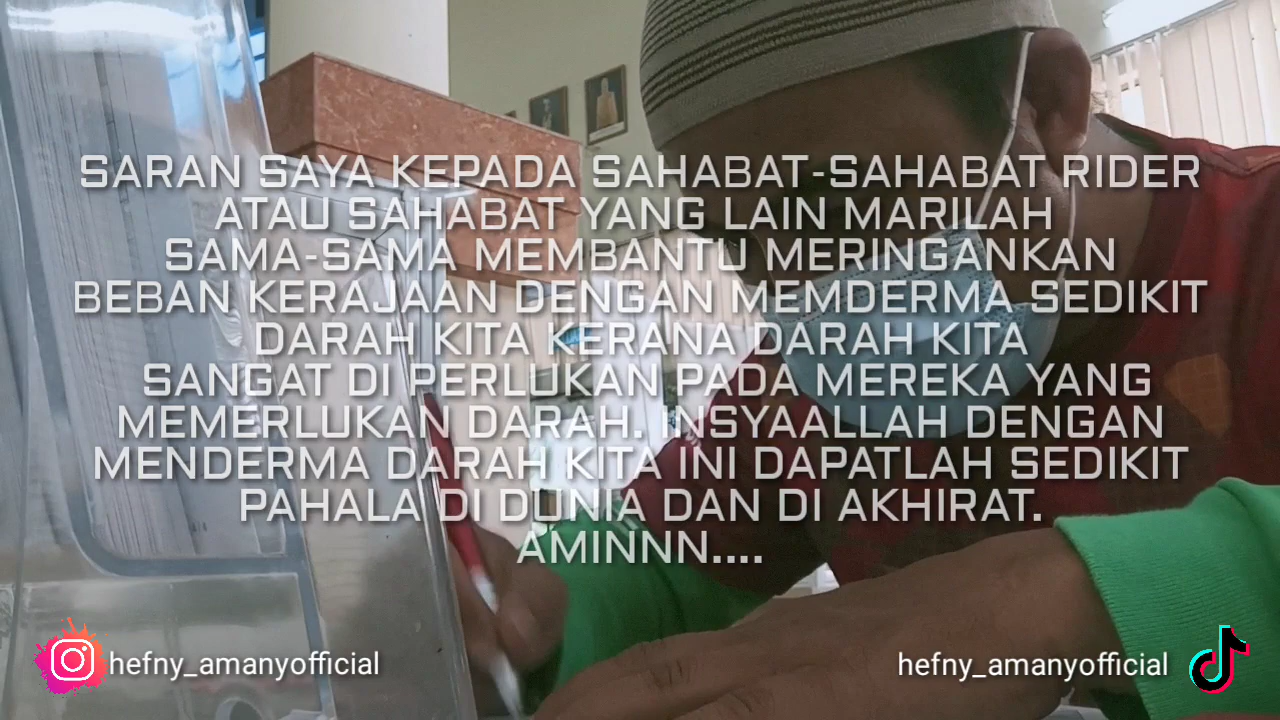 SARAN SAYA KEPADA SAHABAT-SAHABAT RIDER
ATAU SAHABAT YANG LAIN MARILAH
SAMA-SAMA MEMBANTU MERINGANKAN
BEBAN KERAJAAN DENGAN MEMDERMA SEDIKIT
DARAH KITA KERANA DARAH KITA
SANGAT DI PERLUKAN PADA MEREKA YANG
MEMERLUKAN DARAH. INSYAALLAH DENGAN
MENDERMA DARAH KITA INI DAPATLAH SEDIKIT
PAHALA DI DUNIA DAN DI AKHIRAT.
AMINNN....
hefny_amanyofficial
hefny_amanyofficial